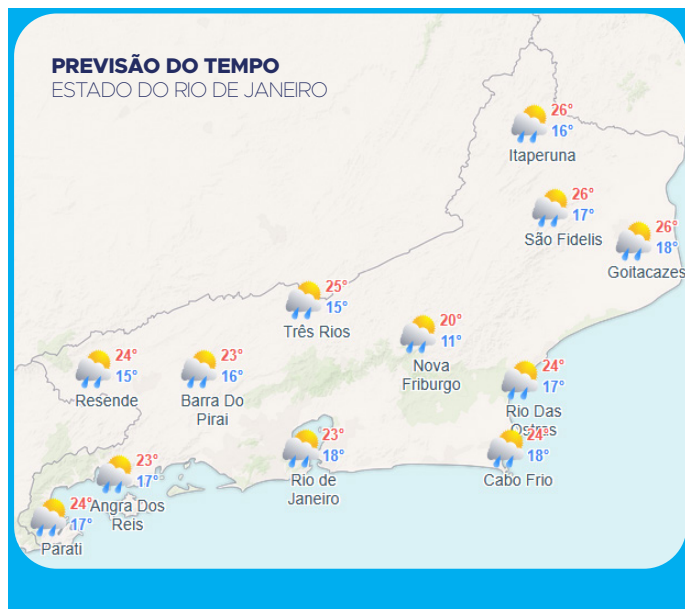 PREVISÃO DO TEMPO
ESTADO DO RIO DE JANEIRO
26°
16°
Itaperuna
26°
17°
São Fidelis
26°
18°
Goitacazes
25°
15°
Três Rios
20°
11°
Nova
Friburgo
24°
15°
Resende
23°
16°
Barra Do
Pirai
24°
17°
Rio Das
Ostras
23°
18°
Rio de
Janeiro
24°
18°
Cabo Frio
23°
17°
Angra Dos
Reis
24°
17°
Parati